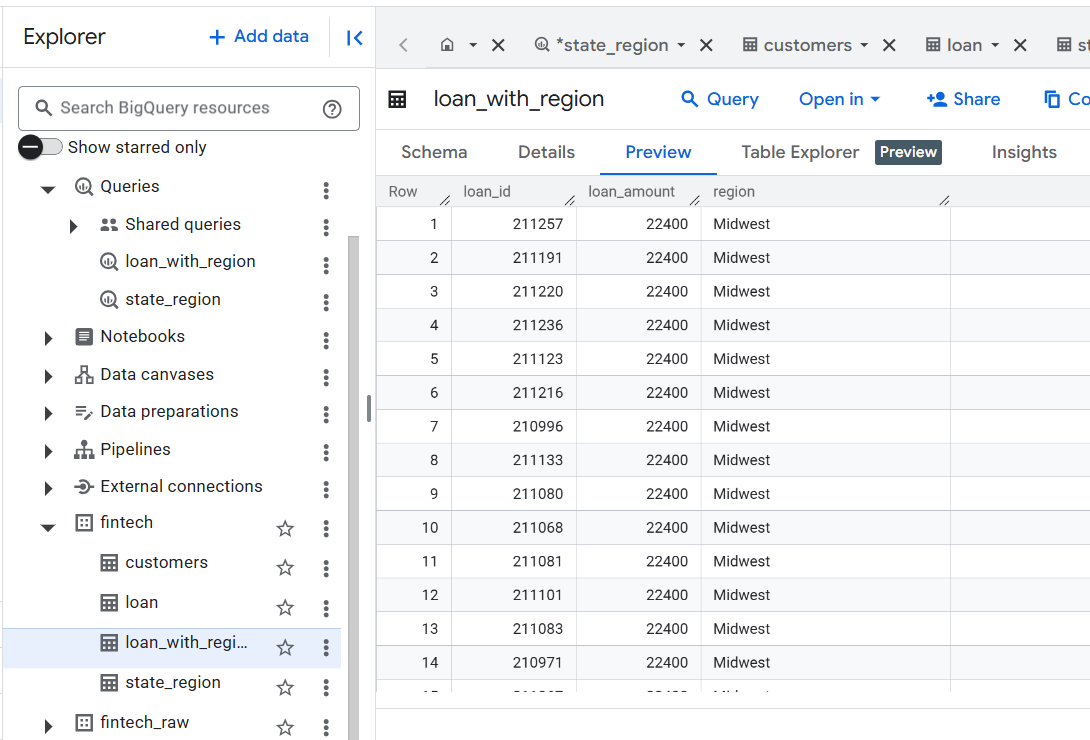 Explorer
Add data
Search BigQuery resources
Show starred only
Queries
Shared queries
loan_with_region
state_region
Notebooks
Data canvases
Data preparations
Pipelines
External connections
fintech
customers
loan
loan_with_regi...
state_region
fintech_raw
*state_region customers loan st
loan_with_region Query Open in Share Co
Schema Details Preview Table Explorer Preview Insights
Row loan_id loan_amount region
1 211257 22400 Midwest
2 211191 22400 Midwest
3 211220 22400 Midwest
4 211236 22400 Midwest
5 211123 22400 Midwest
6 211216 22400 Midwest
7 210996 22400 Midwest
8 211133 22400 Midwest
9 211080 22400 Midwest
10 211068 22400 Midwest
11 211081 22400 Midwest
12 211101 22400 Midwest
13 211083 22400 Midwest
14 210971 22400 Midwest